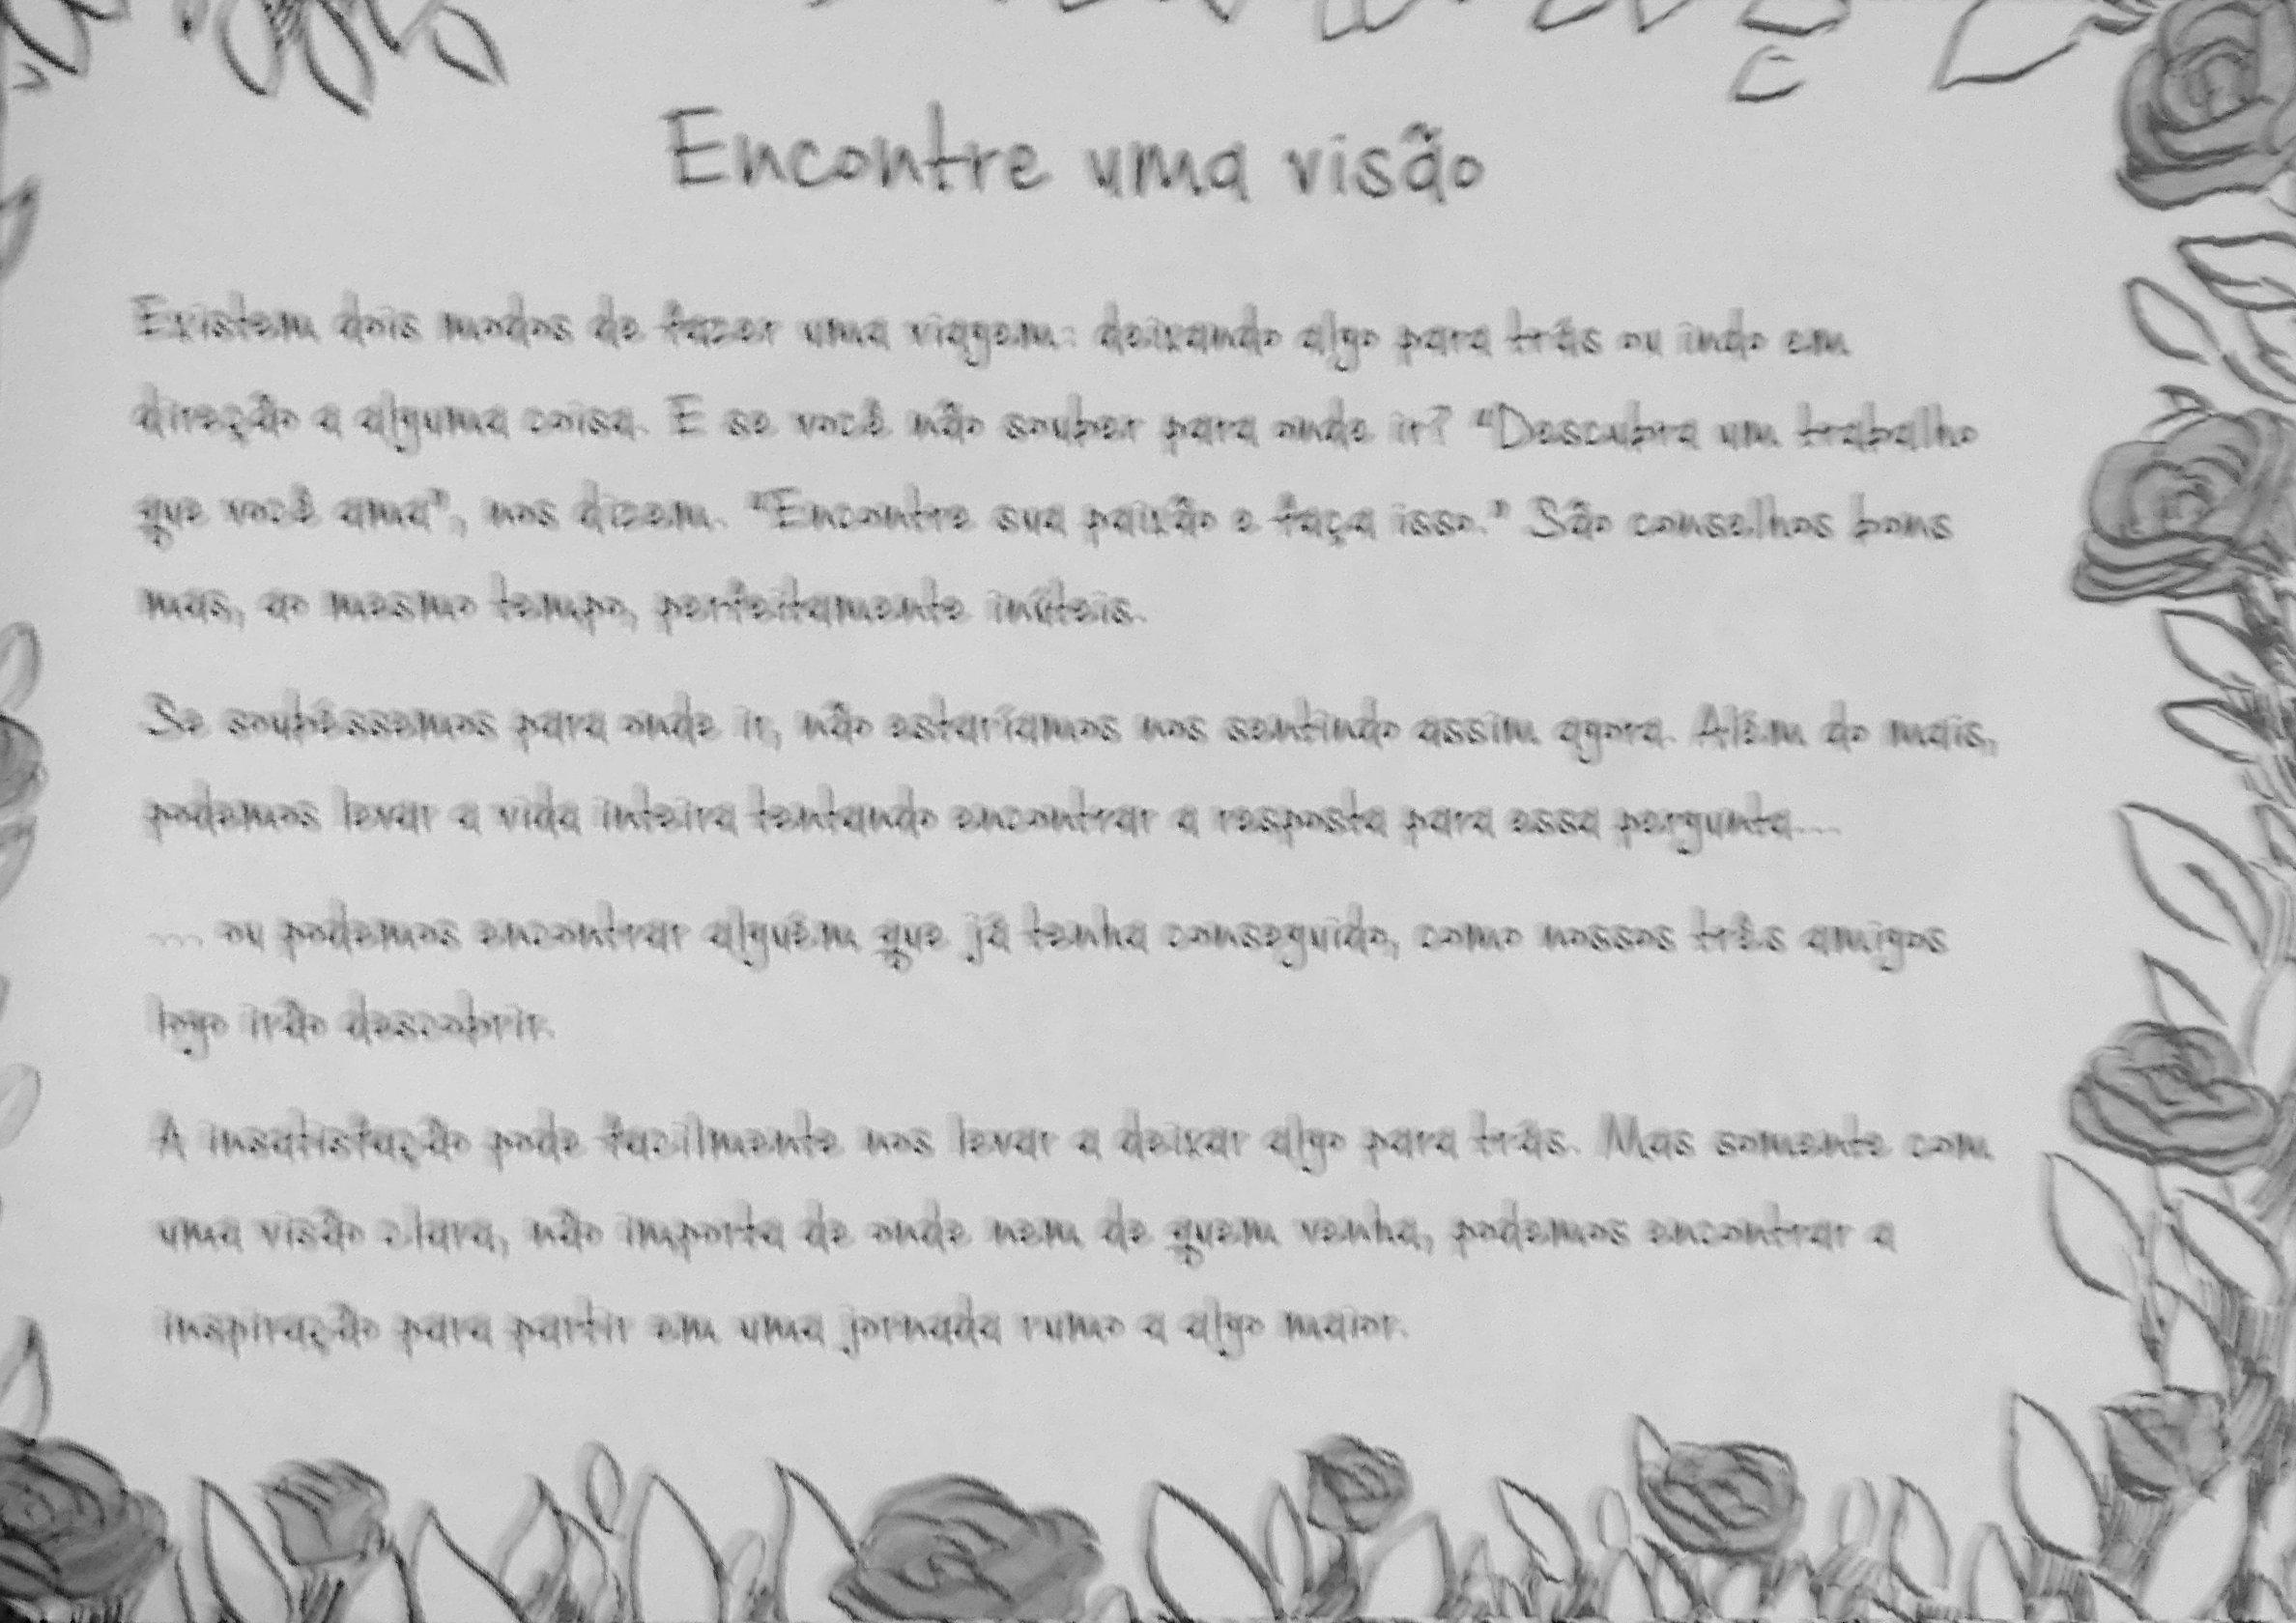 Encontre uma visão
Existem dois modos de fazer uma viagem: deixando algo para trás ou indo em
direção a alguma coisa. E se você não souber para onde ir? “Descubra um trabalho
que você ama”, nos dizem. “Encontre sua paixão e faça isso.” São conselhos bons
mas, ao mesmo tempo, perfeitamente inúteis.
Se soubéssemos para onde ir, não estaríamos nos sentindo assim agora. Além do mais,
podemos levar a vida inteira tentando encontrar a resposta para essa pergunta...
... ou podemos encontrar alguém que já tenha conseguido, como nossos três amigos
logo irão descobrir.
A insatisfação pode facilmente nos levar a deixar algo para trás. Mas somente com
uma visão clara, não importa de onde nem de quem venha, podemos encontrar a
inspiração para partir em uma jornada rumo a algo maior.